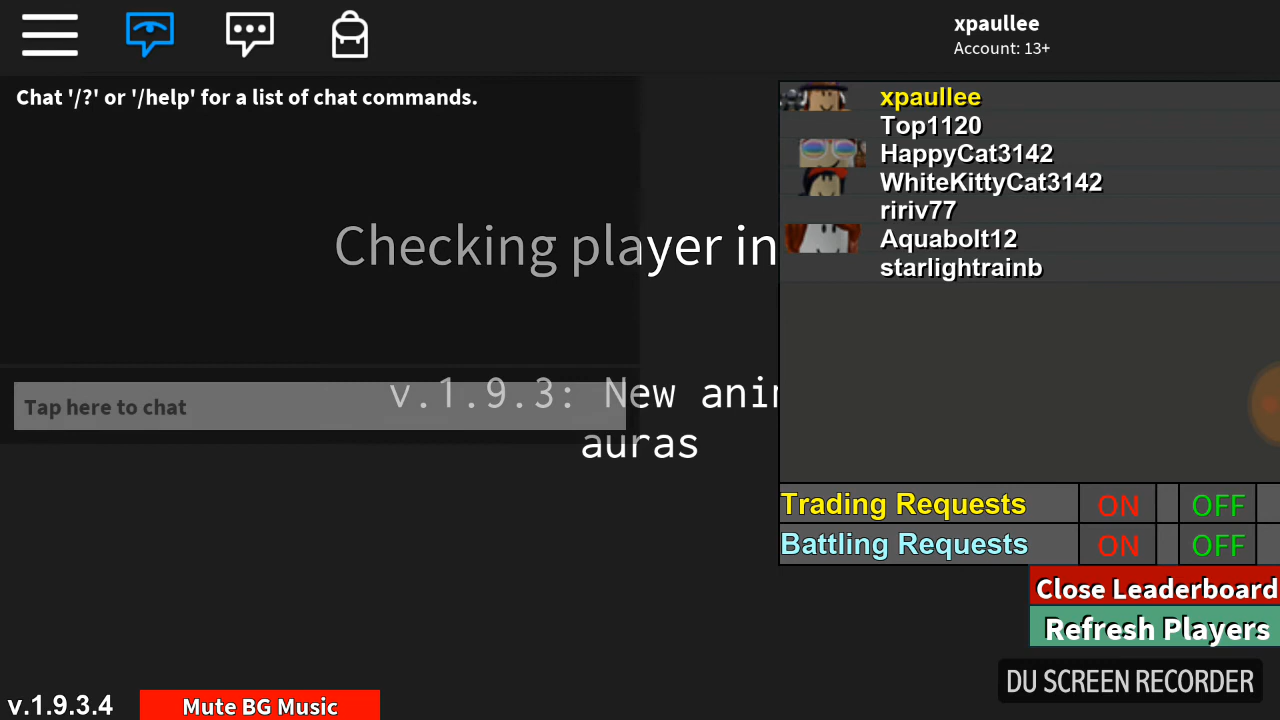 xpaullee
Account: 13+
Chat '/?' or '/help' for a list of chat commands.
xpaullee
Top1120
HappyCat3142
WhiteKittyCat3142
ririv77
Aquabolt12
starlightrainb
Checking player in
v.1.9.3: New anim
auras
Tap here to chat
Trading Requests ON OFF
Battling Requests ON OFF
Close Leaderboard
Refresh Players
DU SCREEN RECORDER
v.1.9.3.4
Mute BG Music